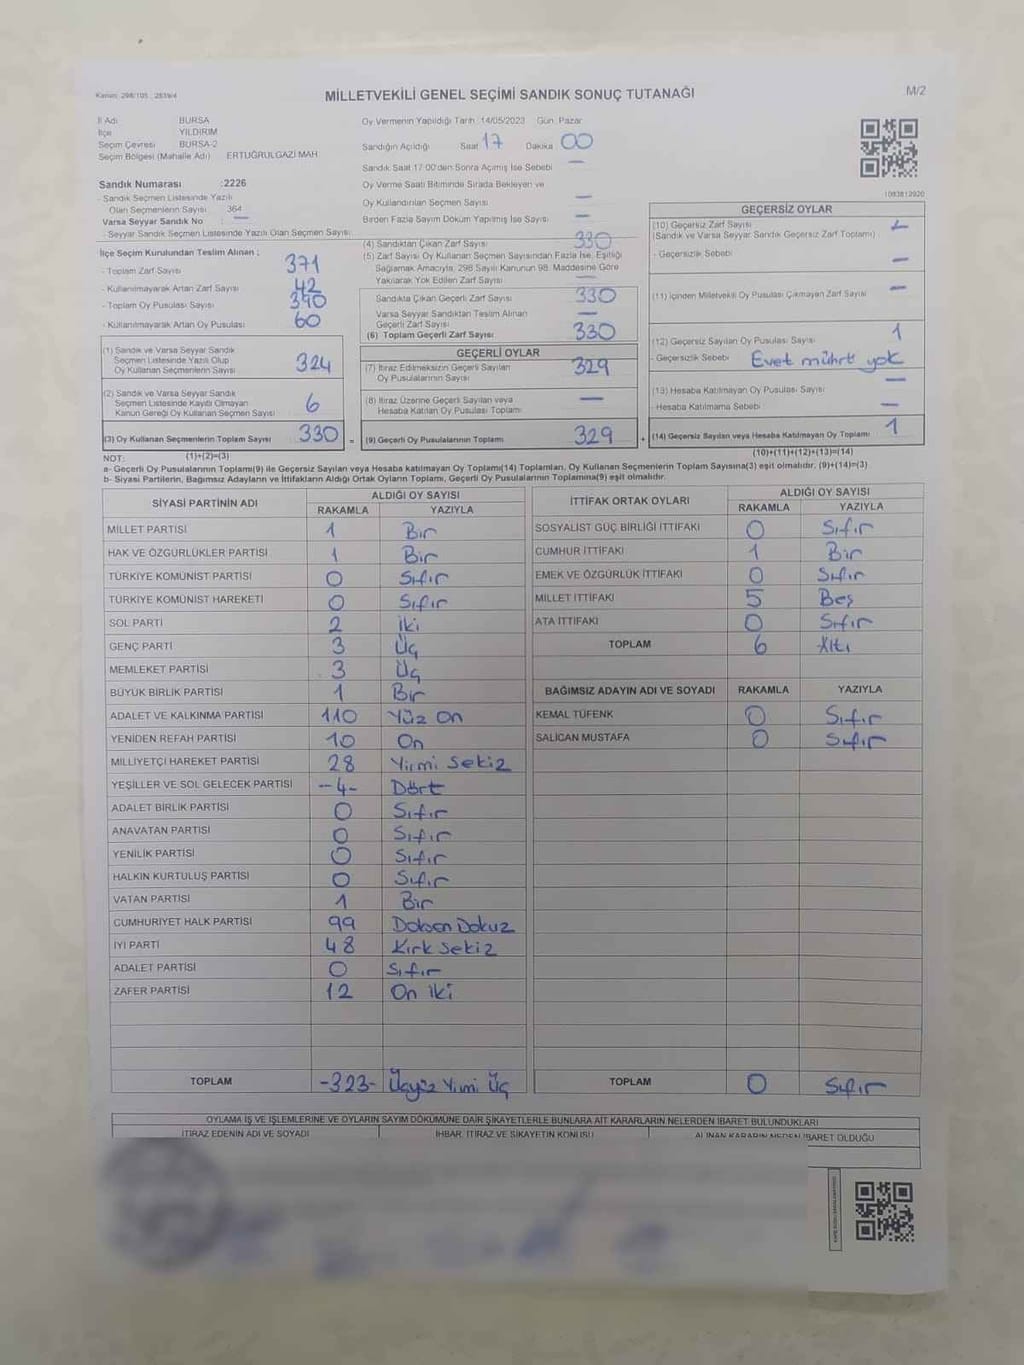 Kanun: 298/105 ; 2839/4
MİLLETVEKİLİ GENEL SEÇİMİ SANDIK SONUÇ TUTANAĞI
M/2
İl Adı BURSA
İlçe YILDIRIM
Seçim Çevresi BURSA-2
Seçim Bölgesi (Mahalle Adı) ERTUĞRULGAZİ MAH.
Sandık Numarası :2226
- Sandık Seçmen Listesinde Yazılı
Olan Seçmenlerin Sayısı 364
Varsa Seyyar Sandık No : —
- Seyyar Sandık Seçmen Listesinde Yazılı Olan Seçmen Sayısı:
İlçe Seçim Kurulundan Teslim Alınan ;
- Toplam Zarf Sayısı 371
- Kullanılmayarak Artan Zarf Sayısı 42
- Toplam Oy Pusulası Sayısı 390
- Kullanılmayarak Artan Oy Pusulası 60
(1) Sandık ve Varsa Seyyar Sandık
Seçmen Listesinde Yazılı Olup
Oy Kullanan Seçmenlerin Sayısı 324
(2) Sandık ve Varsa Seyyar Sandık
Seçmen Listesinde Kayıtlı Olmayan
Kanun Gereği Oy Kullanan Seçmen Sayısı 6
(3) Oy Kullanan Seçmenlerin Toplam Sayısı 330 =
(1)+(2)=(3)
Oy Vermenin Yapıldığı Tarih :14/05/2023 Gün :Pazar
Sandığın Açıldığı Saat 17 Dakika 00
Sandık Saat 17:00'den Sonra Açılmış İse Sebebi —
Oy Verme Saati Bitiminde Sırada Bekleyen ve
Oy Kullandırılan Seçmen Sayısı —
Birden Fazla Sayım Döküm Yapılmış İse Sayısı —
(4) Sandıktan Çıkan Zarf Sayısı 330
(5) Zarf Sayısı Oy Kullanan Seçmen Sayısından Fazla İse, Eşitliği
Sağlamak Amacıyla, 298 Sayılı Kanunun 98. Maddesine Göre
Yakılarak Yok Edilen Zarf Sayısı —
Sandıkta Çıkan Geçerli Zarf Sayısı 330
Varsa Seyyar Sandıktan Teslim Alınan
Geçerli Zarf Sayısı —
(6) Toplam Geçerli Zarf Sayısı 330
GEÇERLİ OYLAR
(7) İtiraz Edilmeksizin Geçerli Sayılan
Oy Pusulalarının Sayısı 329
(8) İtiraz Üzerine Geçerli Sayılan veya
Hesaba Katılan Oy Pusulası Toplamı —
(9) Geçerli Oy Pusulalarının Toplamı 329 +
1083812920
GEÇERSİZ OYLAR
(10) Geçersiz Zarf Sayısı —
(Sandık ve Varsa Seyyar Sandık Geçersiz Zarf Toplamı)
- Geçersizlik Sebebi —
(11) İçinden Milletvekili Oy Pusulası Çıkmayan Zarf Sayısı —
(12) Geçersiz Sayılan Oy Pusulası Sayısı 1
- Geçersizlik Sebebi Evet mührü yok
(13) Hesaba Katılmayan Oy Pusulası Sayısı —
- Hesaba Katılmama Sebebi —
(14) Geçersiz Sayılan veya Hesaba Katılmayan Oy Toplamı 1
(10)+(11)+(12)+(13)=(14)
NOT:
a- Geçerli Oy Pusulalarının Toplamı(9) ile Geçersiz Sayılan veya Hesaba katılmayan Oy Toplamı(14) Toplamları, Oy Kullanan Seçmenlerin Toplam Sayısına(3) eşit olmalıdır. (9)+(14)=(3)
b- Siyasi Partilerin, Bağımsız Adayların ve İttifakların Aldığı Ortak Oyların Toplamı, Geçerli Oy Pusulalarının Toplamına(9) eşit olmalıdır.
SİYASİ PARTİNİN ADI ALDIĞI OY SAYISI
RAKAMLA YAZIYLA
MİLLET PARTİSİ 1 Bir
HAK VE ÖZGÜRLÜKLER PARTİSİ 1 Bir
TÜRKİYE KOMÜNİST PARTİSİ 0 Sıfır
TÜRKİYE KOMÜNİST HAREKETİ 0 Sıfır
SOL PARTİ 2 İki
GENÇ PARTİ 3 Üç
MEMLEKET PARTİSİ 3 Üç
BÜYÜK BİRLİK PARTİSİ 1 Bir
ADALET VE KALKINMA PARTİSİ 110 Yüz On
YENİDEN REFAH PARTİSİ 10 On
MİLLİYETÇİ HAREKET PARTİSİ 28 Yirmi Sekiz
YEŞİLLER VE SOL GELECEK PARTİSİ -4- Dört
ADALET BİRLİK PARTİSİ 0 Sıfır
ANAVATAN PARTİSİ 0 Sıfır
YENİLİK PARTİSİ 0 Sıfır
HALKIN KURTULUŞ PARTİSİ 0 Sıfır
VATAN PARTİSİ 1 Bir
CUMHURİYET HALK PARTİSİ 99 Doksan Dokuz
İYİ PARTİ 48 Kırk Sekiz
ADALET PARTİSİ 0 Sıfır
ZAFER PARTİSİ 12 On İki
TOPLAM -323- Üçyüz Yirmi Üç
İTTİFAK ORTAK OYLARI ALDIĞI OY SAYISI
RAKAMLA YAZIYLA
SOSYALİST GÜÇ BİRLİĞİ İTTİFAKI 0 Sıfır
CUMHUR İTTİFAKI 1 Bir
EMEK VE ÖZGÜRLÜK İTTİFAKI 0 Sıfır
MİLLET İTTİFAKI 5 Beş
ATA İTTİFAKI 0 Sıfır
TOPLAM 6 Altı
BAĞIMSIZ ADAYIN ADI VE SOYADI RAKAMLA YAZIYLA
KEMAL TÜFENK 0 Sıfır
SALİCAN MUSTAFA 0 Sıfır
TOPLAM 0 Sıfır
OYLAMA İŞ VE İŞLEMLERİNE VE OYLARIN SAYIM DÖKÜMÜNE DAİR ŞİKAYETLERLE BUNLARA AİT KARARLARIN NELERDEN İBARET BULUNDUKLARI
İTİRAZ EDENİN ADI VE SOYADI İHBAR, İTİRAZ VE ŞİKAYETİN KONUSU ALINAN KARARIN NEDEN İBARET OLDUĞU